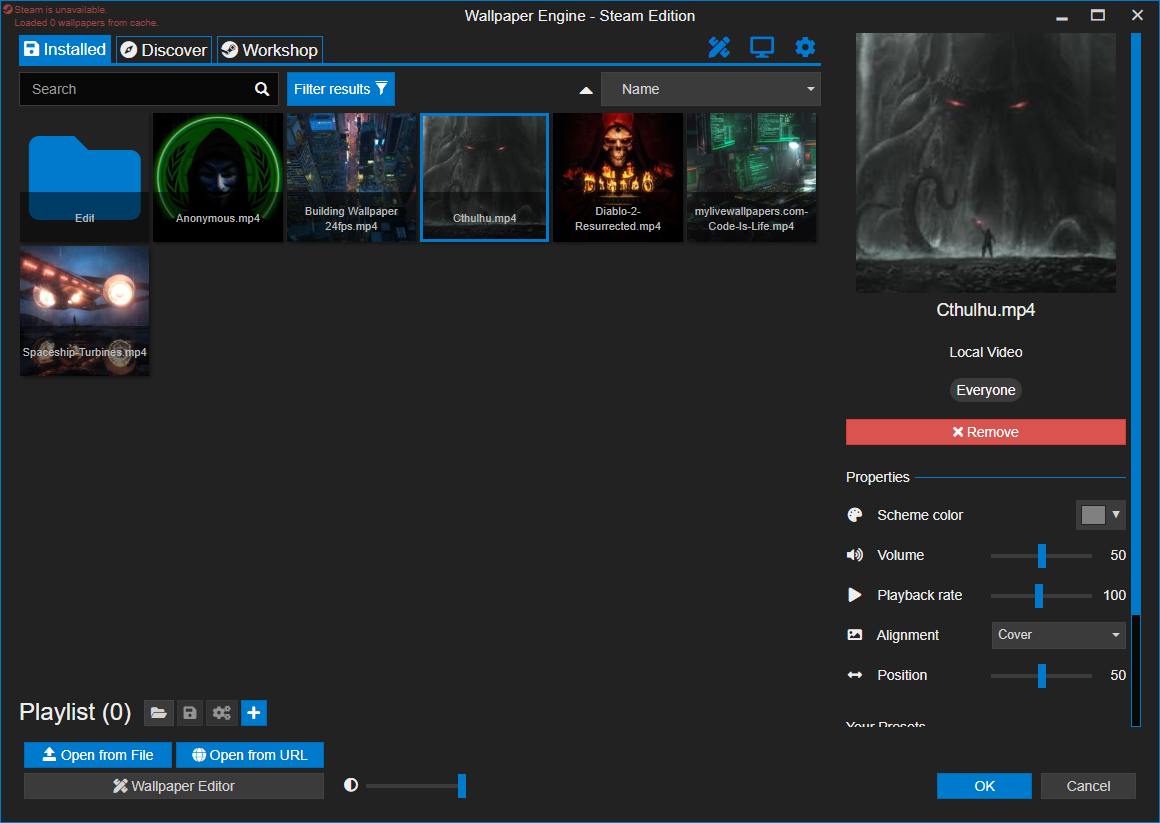 Steam is unavailable.
Loaded 0 wallpapers from cache.
Wallpaper Engine - Steam Edition
Installed
Discover
Workshop
Search
Filter results
Name
Edit
Anonymous.mp4
Building Wallpaper
24fps.mp4
Cthulhu.mp4
DIABLO
Diablo-2-
Resurrected.mp4
mylivewallpapers.com-
Code-Is-Life.mp4
Spaceship-Turbines.mp4
Cthulhu.mp4
Local Video
Everyone
Remove
Properties
Scheme color
Volume 50
Playback rate 100
Alignment Cover
Position 50
Your Presets
Playlist (0)
Open from File
Open from URL
Wallpaper Editor
OK
Cancel